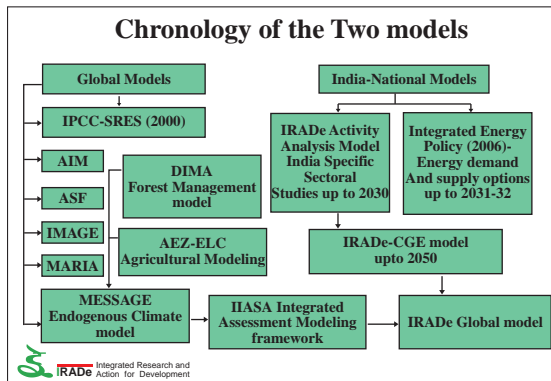 Chronology of the Two models
Global Models
IPCC-SRES (2000)
AIM
ASF
IMAGE
MARIA
DIMA
Forest Management
model
AEZ-ELC
Agricultural Modeling
MESSAGE
Endogenous Climate
model
IIASA Integrated
Assessment Modeling
framework
India-National Models
IRADe Activity
Analysis Model
India Specific
Sectoral
Studies up to 2030
Integrated Energy
Policy (2006)-
Energy demand
And supply options
up to 2031-32
IRADe-CGE model
upto 2050
IRADe Global model
IRADe
Integrated Research and
Action for Development